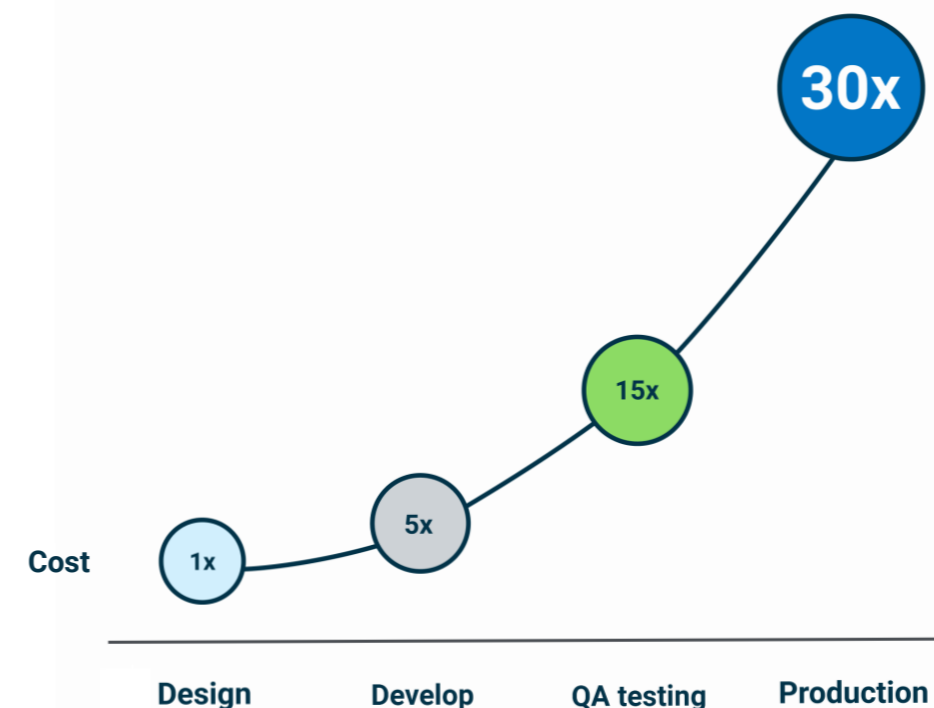 30x
15x
5x
Cost
1x
Design
Develop
QA testing
Production